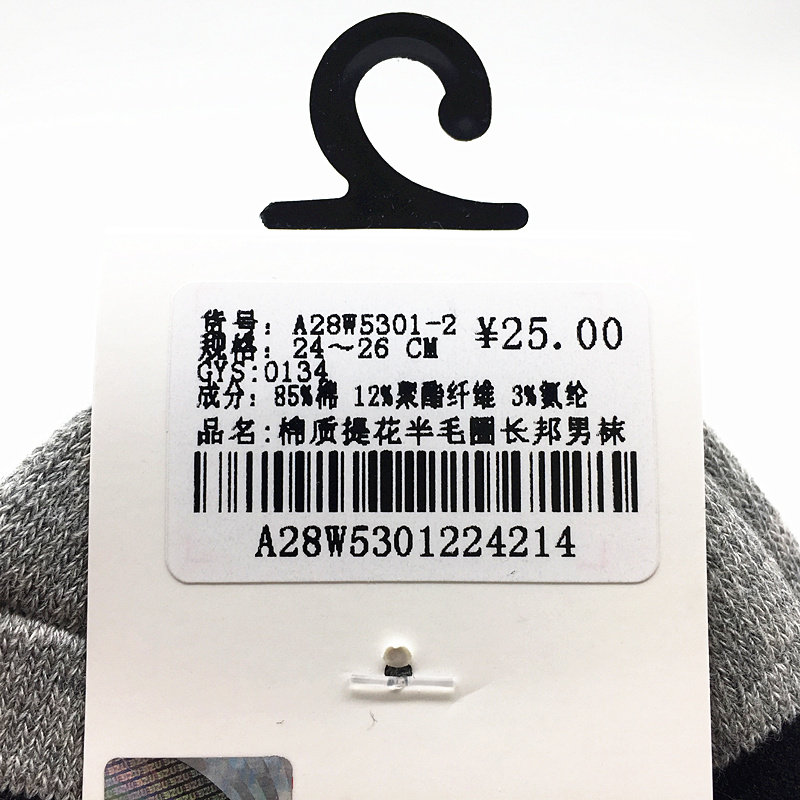 货号: A28W5301-2 ¥25.00
规格: 24~26 CM
GYS:0134
成分: 85%棉 12%聚酯纤维 3%氨纶
品名:棉质提花半毛圈长邦男袜
A28W5301224214